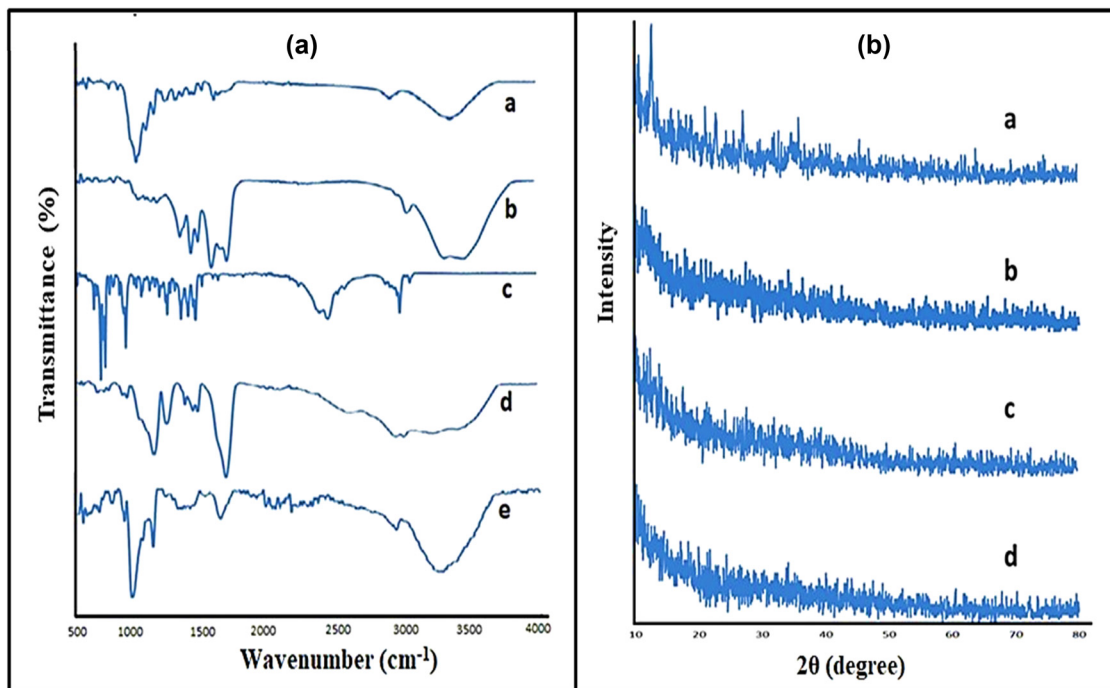 (a)
a
b
c
d
e
Transmittance (%)
500 1000 1500 2000 2500 3000 3500 4000
Wavenumber (cm-1)
(b)
a
b
c
d
Intensity
10 20 30 40 50 60 70 80
2θ (degree)